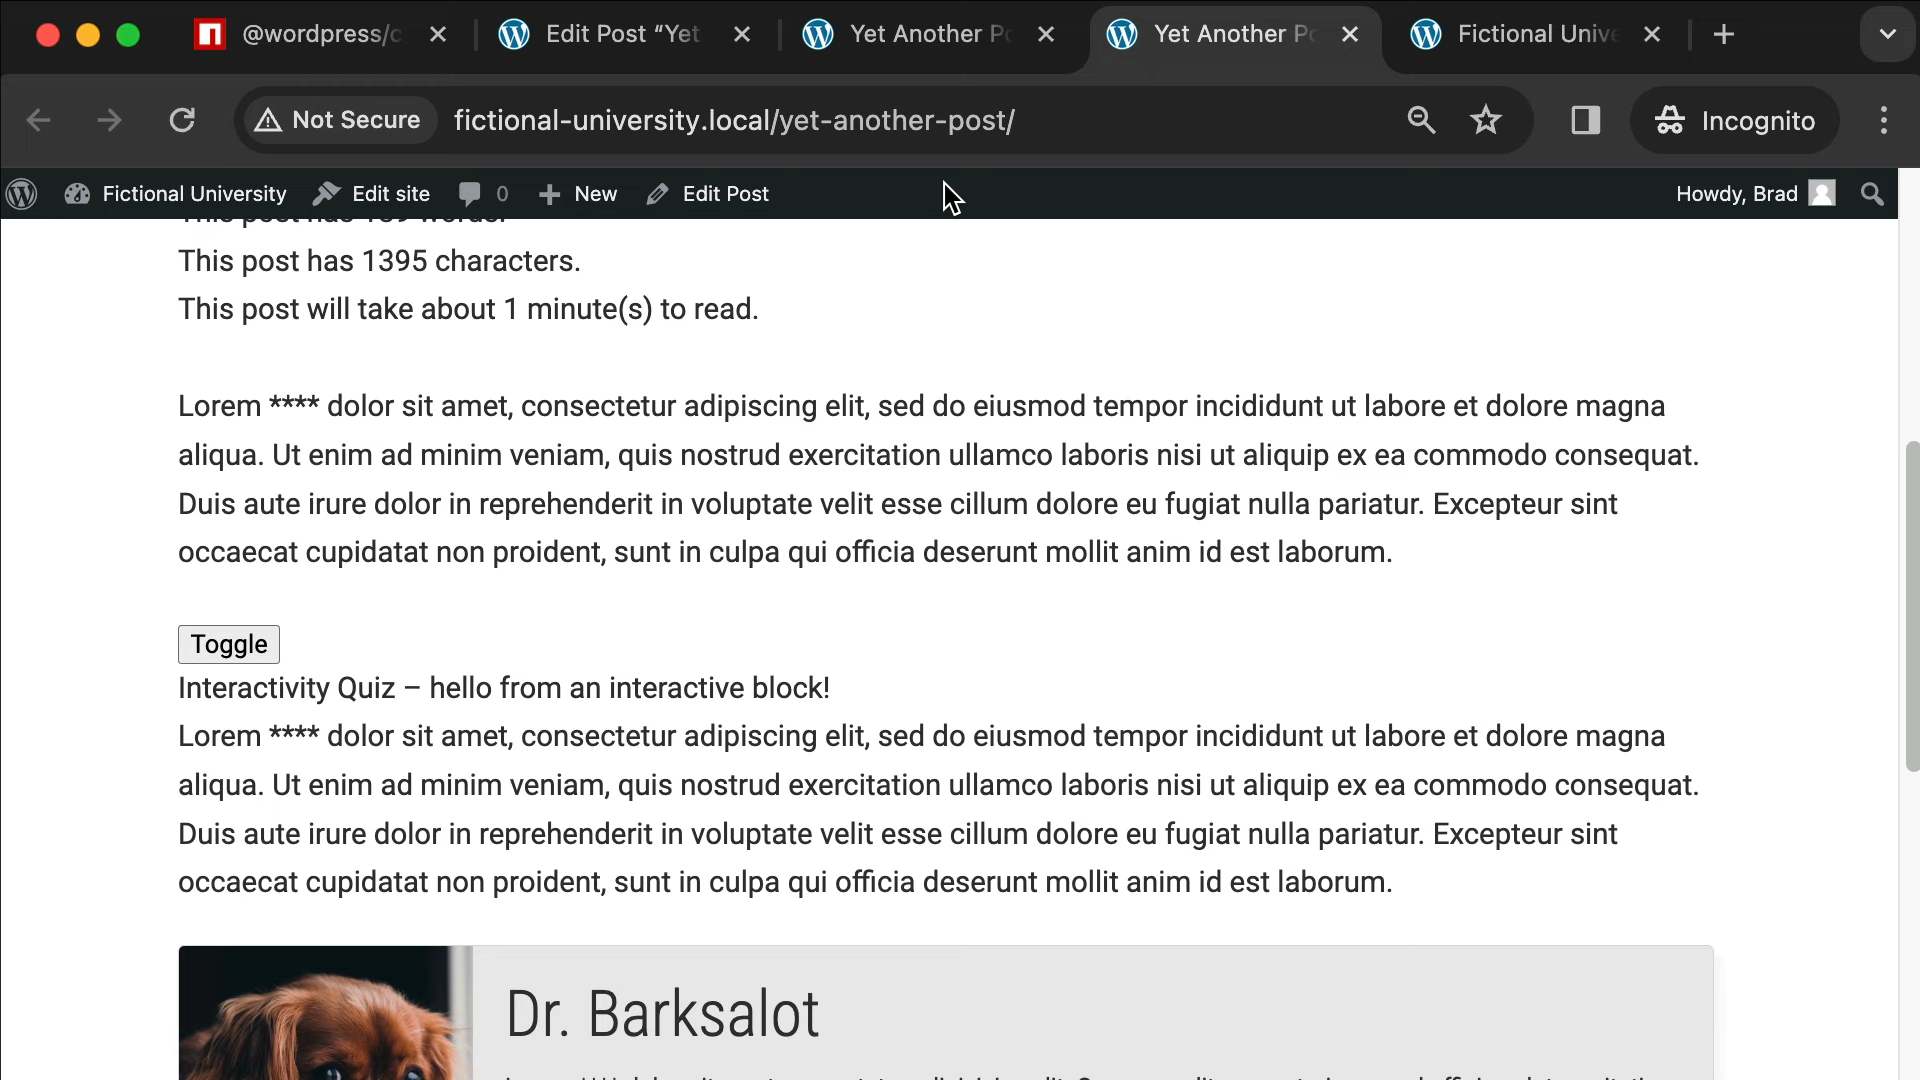 @wordpress/c
Edit Post “Yet
Yet Another Po
Yet Another Po
Fictional Unive
Not Secure
fictional-university.local/yet-another-post/
Incognito
Fictional University
Edit site
0
New
Edit Post
Howdy, Brad
This post has 189 words.
This post has 1395 characters.
This post will take about 1 minute(s) to read.
Lorem **** dolor sit amet, consectetur adipiscing elit, sed do eiusmod tempor incididunt ut labore et dolore magna
aliqua. Ut enim ad minim veniam, quis nostrud exercitation ullamco laboris nisi ut aliquip ex ea commodo consequat.
Duis aute irure dolor in reprehenderit in voluptate velit esse cillum dolore eu fugiat nulla pariatur. Excepteur sint
occaecat cupidatat non proident, sunt in culpa qui officia deserunt mollit anim id est laborum.
Toggle
Interactivity Quiz – hello from an interactive block!
Lorem **** dolor sit amet, consectetur adipiscing elit, sed do eiusmod tempor incididunt ut labore et dolore magna
aliqua. Ut enim ad minim veniam, quis nostrud exercitation ullamco laboris nisi ut aliquip ex ea commodo consequat.
Duis aute irure dolor in reprehenderit in voluptate velit esse cillum dolore eu fugiat nulla pariatur. Excepteur sint
occaecat cupidatat non proident, sunt in culpa qui officia deserunt mollit anim id est laborum.
Dr. Barksalot